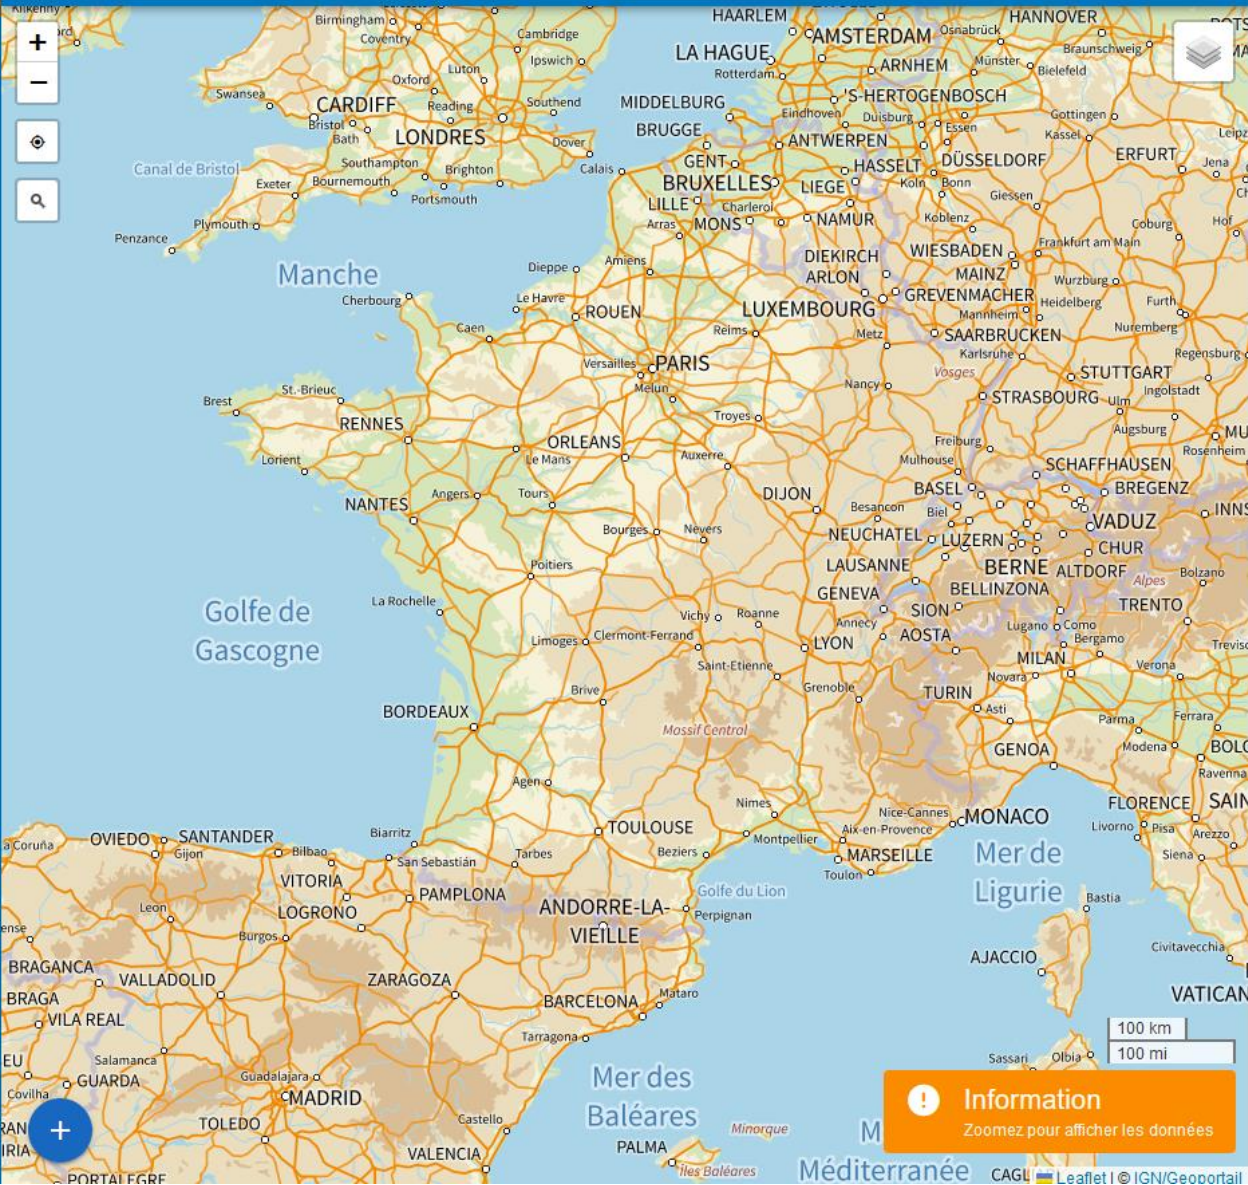 Kilkenny
Birmingham
Coventry
Cambridge
HAARLEM
HANNOVER
AMSTERDAM
Osnabrück
LA HAGUE
Braunschweig
Ipswich
Luton
Oxford
Rotterdam
ARNHEM
Münster
Bielefeld
Swansea
CARDIFF
Reading
Southend
MIDDELBURG
'S-HERTOGENBOSCH
Bristol
Bath
LONDRES
BRUGGE
Eindhoven
Duisburg
Essen
Gottingen
Kassel
Dover
ANTWERPEN
Canal de Bristol
Southampton
Brighton
Calais
GENT
HASSELT
DÜSSELDORF
ERFURT
Jena
Exeter
Bournemouth
Portsmouth
BRUXELLES
LIEGE
Koln
Bonn
Giessen
LILLE
Charleroi
Plymouth
Arras
MONS
NAMUR
Koblenz
Coburg
Hof
Penzance
Manche
Dieppe
Amiens
DIEKIRCH
WIESBADEN
Frankfurt am Main
ARLON
MAINZ
Wurzburg
Cherbourg
Le Havre
ROUEN
LUXEMBOURG
GREVENMACHER
Heidelberg
Furth
Mannheim
Caen
Reims
Metz
SAARBRUCKEN
Nuremberg
Versailles
PARIS
Karlsruhe
Regensburg
Melun
Nancy
Vosges
STUTTGART
Ingolstadt
Brest
St.-Brieuc
STRASBOURG
Ulm
RENNES
Troyes
Augsburg
ORLEANS
Freiburg
MU
Lorient
Le Mans
Auxerre
Mulhouse
SCHAFFHAUSEN
Rosenheim
NANTES
Angers
Tours
DIJON
BASEL
BREGENZ
Besancon
Biel
VADUZ
INNS
Bourges
Nevers
NEUCHATEL
LUZERN
CHUR
Poitiers
LAUSANNE
BERNE
ALTDORF
Alpes
Bolzano
La Rochelle
GENEVA
BELLINZONA
Golfe de
Gascogne
Vichy
Roanne
SION
TRENTO
Annecy
Lugano
Como
Limoges
Clermont-Ferrand
LYON
AOSTA
Bergamo
Treviso
Saint-Etienne
MILAN
Verona
Novara
Brive
Grenoble
TURIN
Asti
BORDEAUX
Massif Central
Parma
Ferrara
GENOA
Modena
BOLO
Ravenna
Agen
Nimes
Nice-Cannes
MONACO
FLORENCE
SAIN
OVIEDO
SANTANDER
Biarritz
TOULOUSE
Montpellier
Aix-en-Provence
Livorno
Pisa
Arezzo
a Coruña
Gijon
Bilbao
San Sebastián
Tarbes
Beziers
MARSEILLE
Mer de
Ligurie
Siena
VITORIA
Toulon
PAMPLONA
Golfe du Lion
Bastia
Leon
LOGRONO
ANDORRE-LA-
VIEILLE
Perpignan
ense
Burgos
Civitavecchia
BRAGANCA
VALLADOLID
ZARAGOZA
AJACCIO
BRAGA
BARCELONA
Mataro
VATICAN
VILA REAL
Tarragona
100 km
100 mi
EU
Salamanca
Sassari
Olbia
GUARDA
Guadalajara
Mer des
Baléares
Covilha
MADRID
Information
Zoomez pour afficher les données
TOLEDO
Castello
Minorque
PALMA
VALENCIA
Îles Baléares
Méditerranée
PORTALEGRE
Leaflet | © IGN/Geoportail